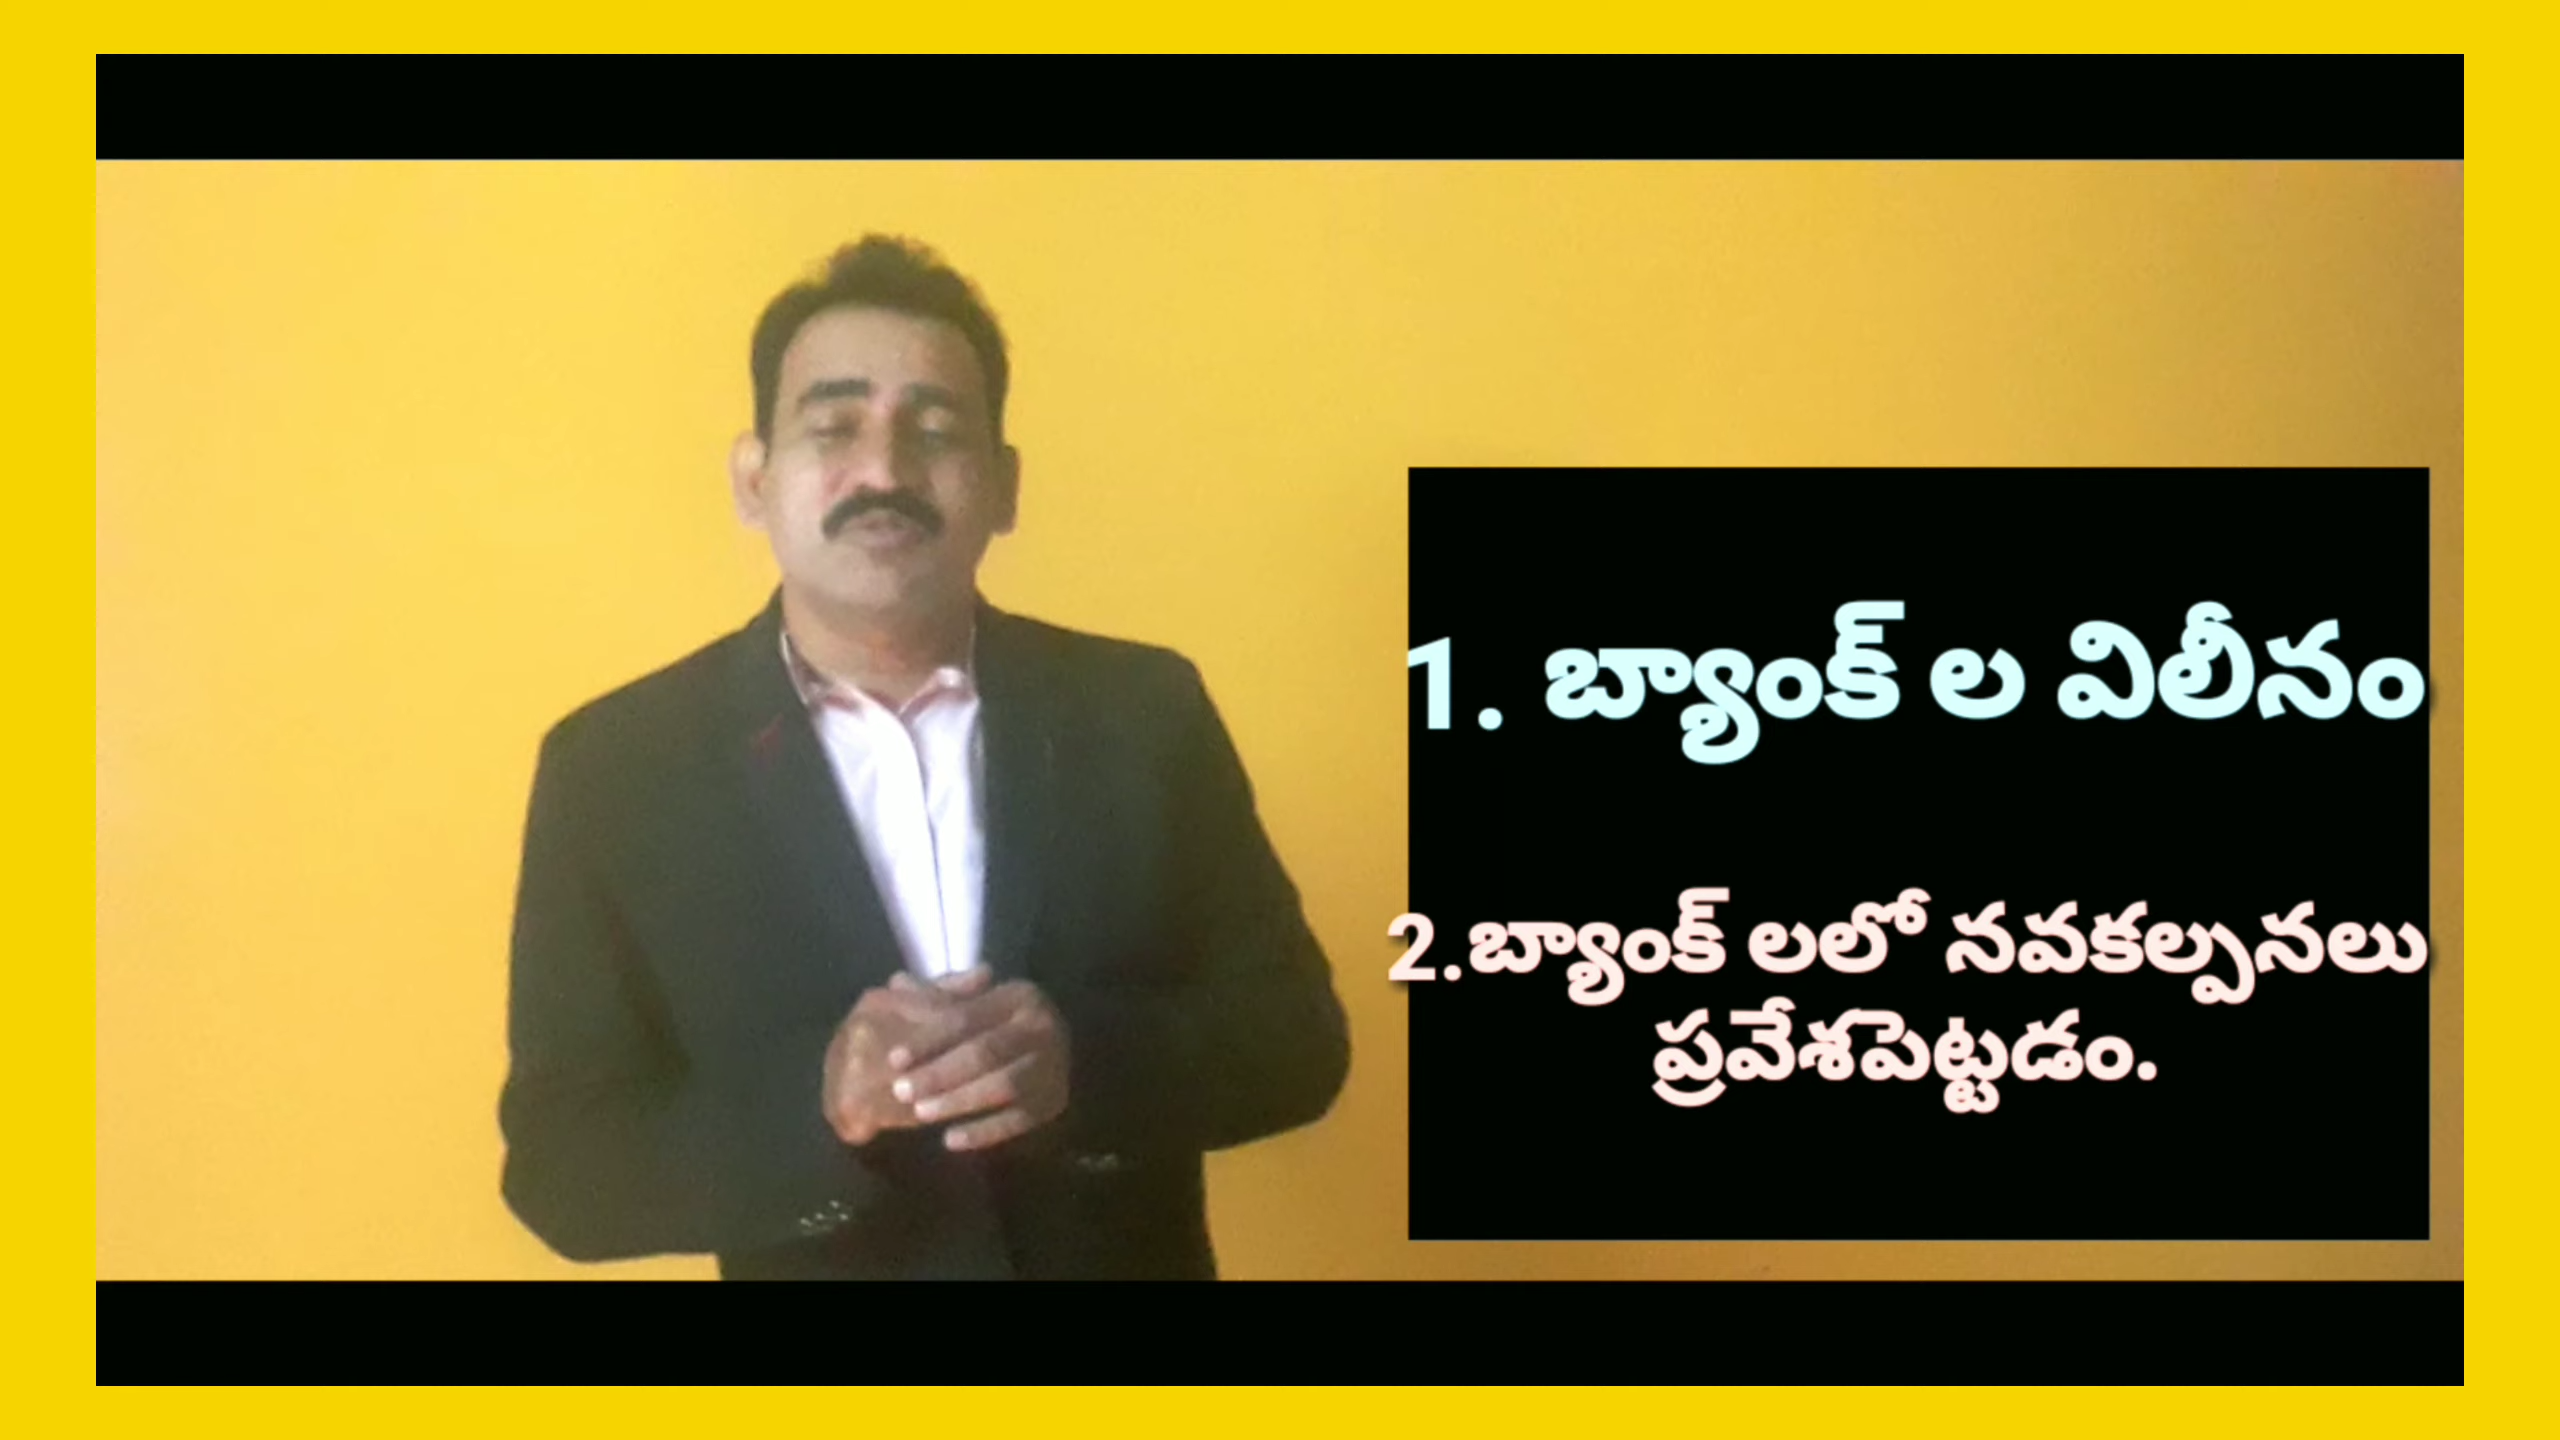 1. బ్యాంక్ ల విలీనం
2.బ్యాంక్ లలో నవకల్పనలు
ప్రవేశపెట్టడం.